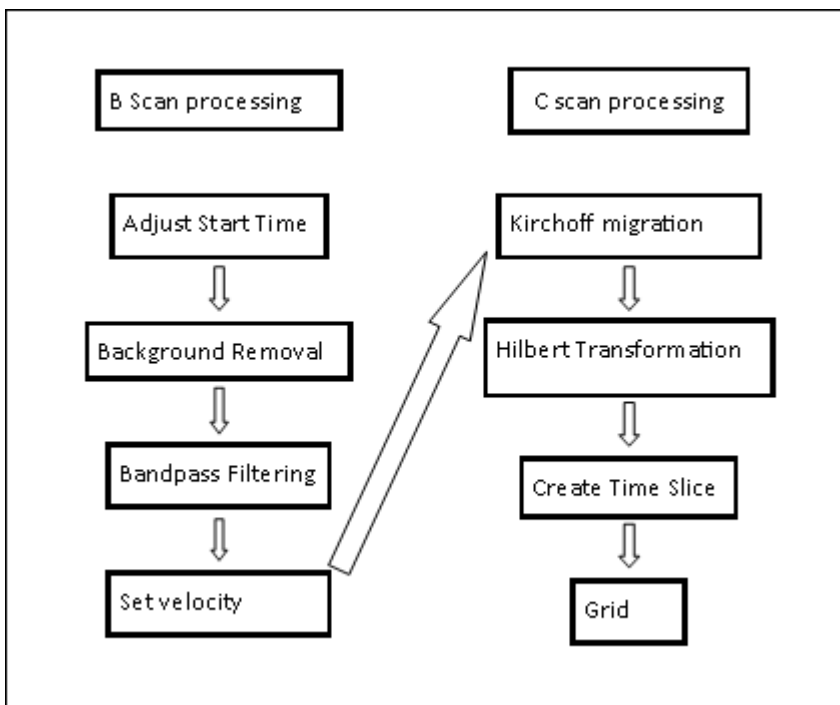 B Scan processing
Adjust Start Time
Background Removal
Bandpass Filtering
Set velocity
C scan processing
Kirchoff migration
Hilbert Transformation
Create Time Slice
Grid